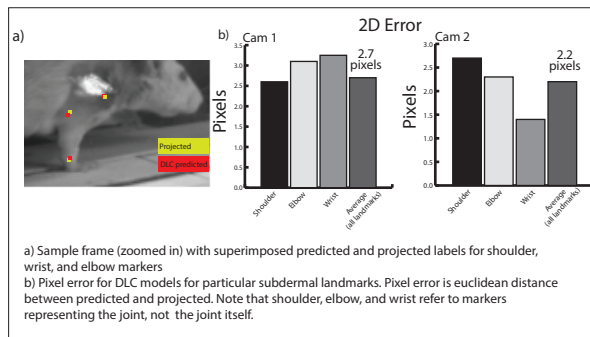 2D Error
a)
b)
Cam 1
Cam 2
2.7
pixels
2.2
pixels
Pixels
3.5
3.0
2.5
2.0
1.5
1.0
0.5
0.0
Shoulder
Elbow
Wrist
Average
(all landmarks)
Pixels
3.0
2.5
2.0
1.5
1.0
0.5
0.0
Shoulder
Elbow
Wrist
Average
(all landmarks)
Projected
DLC predicted
a) Sample frame (zoomed in) with superimposed predicted and projected labels for shoulder,
wrist, and elbow markers
b) Pixel error for DLC models for particular subdermal landmarks. Pixel error is euclidean distance
between predicted and projected. Note that shoulder, elbow, and wrist refer to markers
representing the joint, not the joint itself.